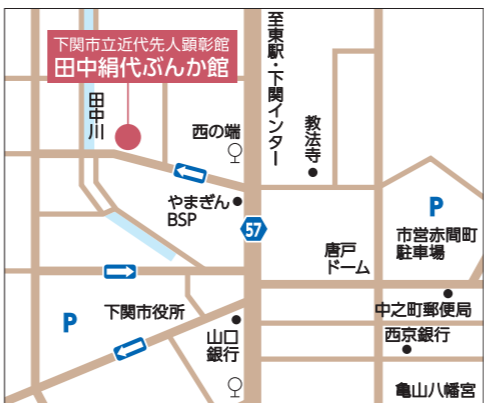 下関市立近代先人顕彰館
田中絹代ぶんか館
田中川
西の端
至東駅・下関インター
教法寺
やまぎん
BSP
57
唐戸
ドーム
P
市営赤間町
駐車場
中之町郵便局
西京銀行
亀山八幡宮
下関市役所
P
山口
銀行